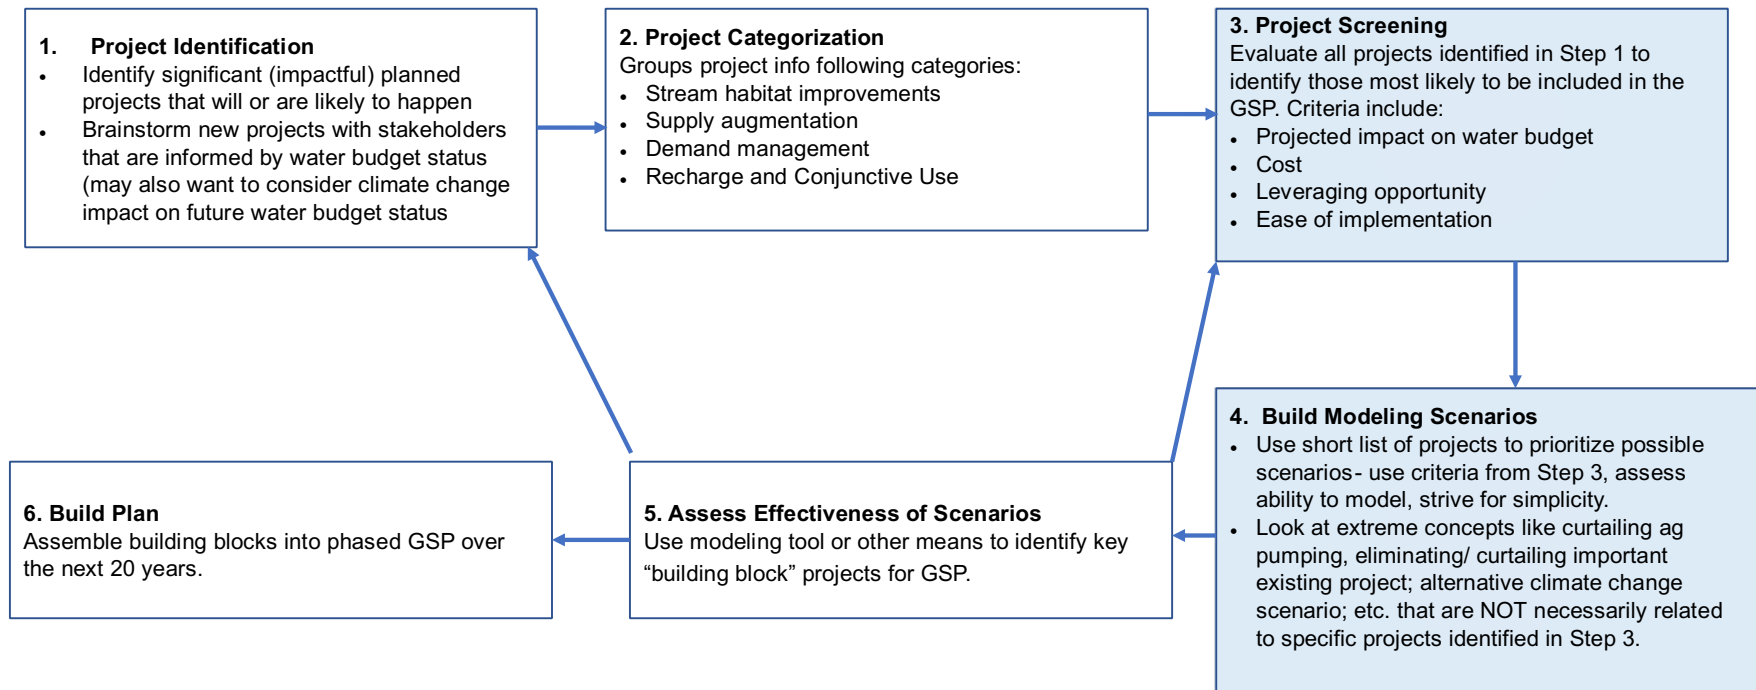 1. Project Identification
• Identify significant (impactful) planned
projects that will or are likely to happen
• Brainstorm new projects with stakeholders
that are informed by water budget status
(may also want to consider climate change
impact on future water budget status
2. Project Categorization
Groups project info following categories:
• Stream habitat improvements
• Supply augmentation
• Demand management
• Recharge and Conjunctive Use
3. Project Screening
Evaluate all projects identified in Step 1 to
identify those most likely to be included in the
GSP. Criteria include:
• Projected impact on water budget
• Cost
• Leveraging opportunity
• Ease of implementation
4. Build Modeling Scenarios
• Use short list of projects to prioritize possible
scenarios- use criteria from Step 3, assess
ability to model, strive for simplicity.
• Look at extreme concepts like curtailing ag
pumping, eliminating/ curtailing important
existing project; alternative climate change
scenario; etc. that are NOT necessarily related
to specific projects identified in Step 3.
5. Assess Effectiveness of Scenarios
Use modeling tool or other means to identify key
“building block” projects for GSP.
6. Build Plan
Assemble building blocks into phased GSP over
the next 20 years.